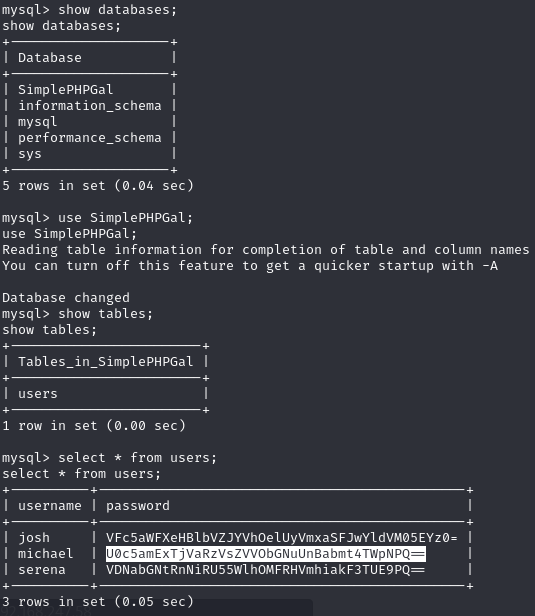 mysql> show databases;
show databases;
+--------------------+
| Database           |
+--------------------+
| SimplePHPGal       |
| information_schema |
| mysql              |
| performance_schema |
| sys                |
+--------------------+
5 rows in set (0.04 sec)
mysql> use SimplePHPGal;
use SimplePHPGal;
Reading table information for completion of table and column names
You can turn off this feature to get a quicker startup with -A
Database changed
mysql> show tables;
show tables;
+------------------------+
| Tables_in_SimplePHPGal |
+------------------------+
| users                  |
+------------------------+
1 row in set (0.00 sec)
mysql> select * from users;
select * from users;
+----------+----------------------------------------------+
| username | password                                     |
+----------+----------------------------------------------+
| josh     | VFc5aWFXeHBlbVZJYVhOelUyVmxaSFJwYldVM05EYz0= |
| michael  | U0c5amExTjVaRzVsZVVObGNuUnBabmt4TWpNPQ==     |
| serena   | VDNabGNtRnNiRU55WlhOMFRHVmhiakF3TUE9PQ==     |
+----------+----------------------------------------------+
3 rows in set (0.05 sec)